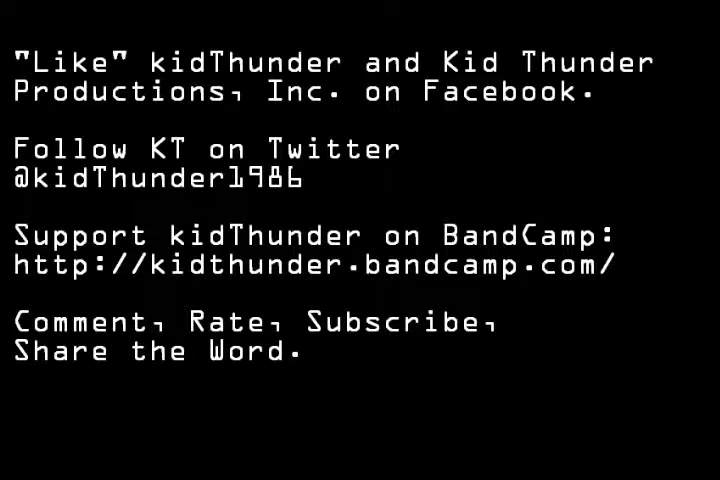 "Like" kidThunder and Kid Thunder
Productions, Inc. on Facebook.
Follow KT on Twitter
@kidThunder1986
Support kidThunder on BandCamp:
http://kidthunder.bandcamp.com/
Comment, Rate, Subscribe,
Share the Word.